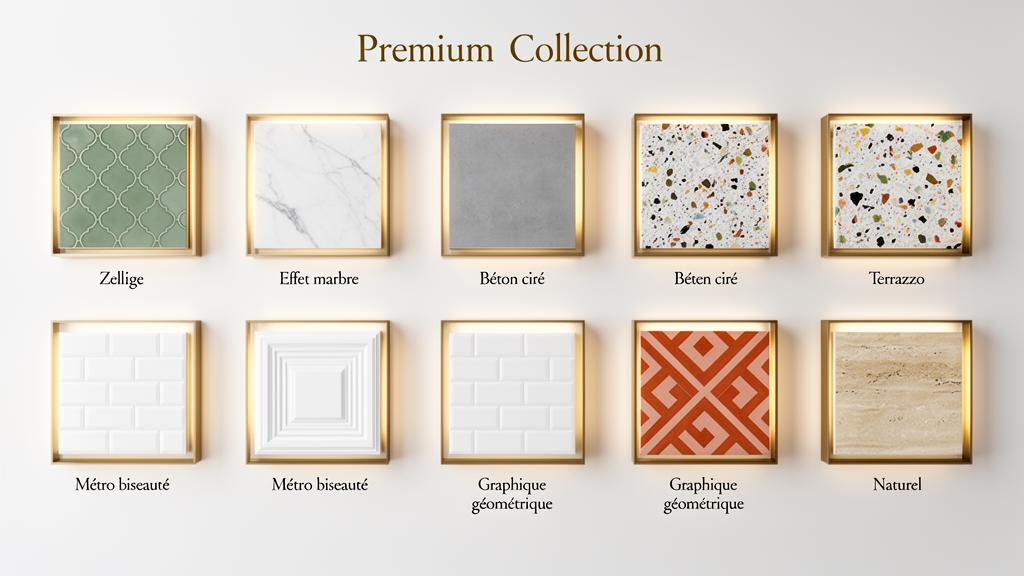 Premium Collection
Zellige
Effet marbre
Béton ciré
Béten ciré
Terrazzo
Métro biseauté
Métro biseauté
Graphique
géométrique
Graphique
géométrique
Naturel